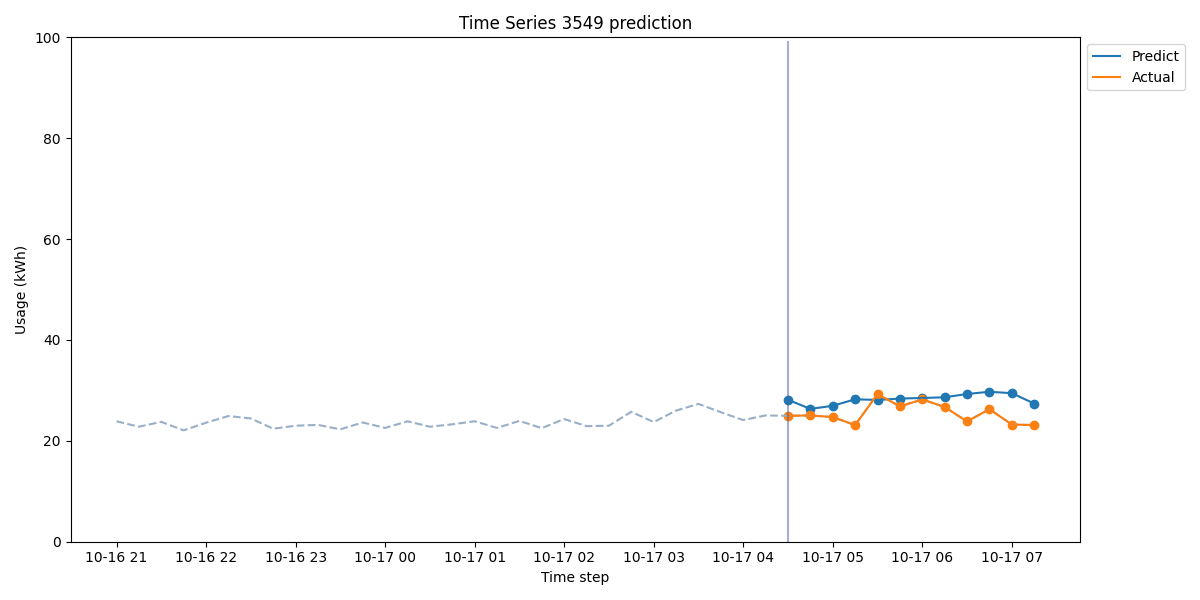 Time Series 3549 prediction
100
80
60
40
20
0
Usage (kWh)
Predict
Actual
10-16 21 10-16 22 10-16 23 10-17 00 10-17 01 10-17 02 10-17 03 10-17 04 10-17 05 10-17 06 10-17 07
Time step